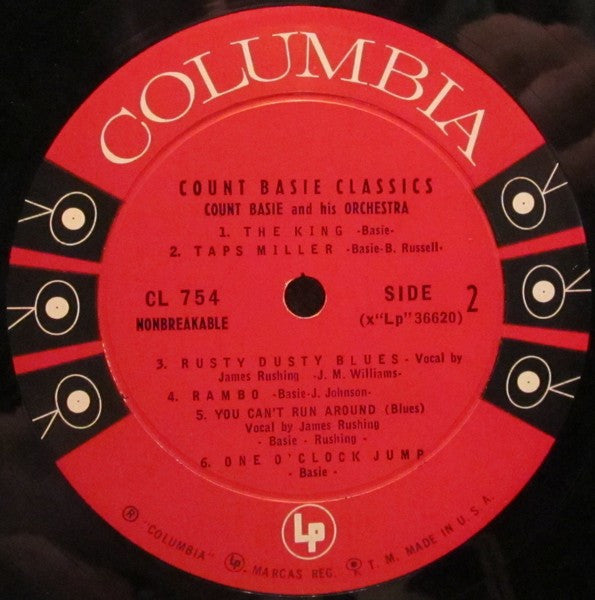 COLUMBIA
COUNT BASIE CLASSICS
COUNT BASIE and his ORCHESTRA
1. THE KING -Basie-
2. TAPS MILLER -Basie-B. Russell-
CL 754
NONBREAKABLE
SIDE 2
(x"Lp" 36620)
3. RUSTY DUSTY BLUES - Vocal by
James Rushing -J. M. Williams-
4. RAMBO -Basie-J. Johnson-
5. YOU CAN'T RUN AROUND (Blues)
Vocal by James Rushing
- Basie - Rushing -
6. ONE O'CLOCK JUMP
- Basie -
Lp
® "COLUMBIA" Lp MARCAS REG. ® T. M. MADE IN U. S. A.